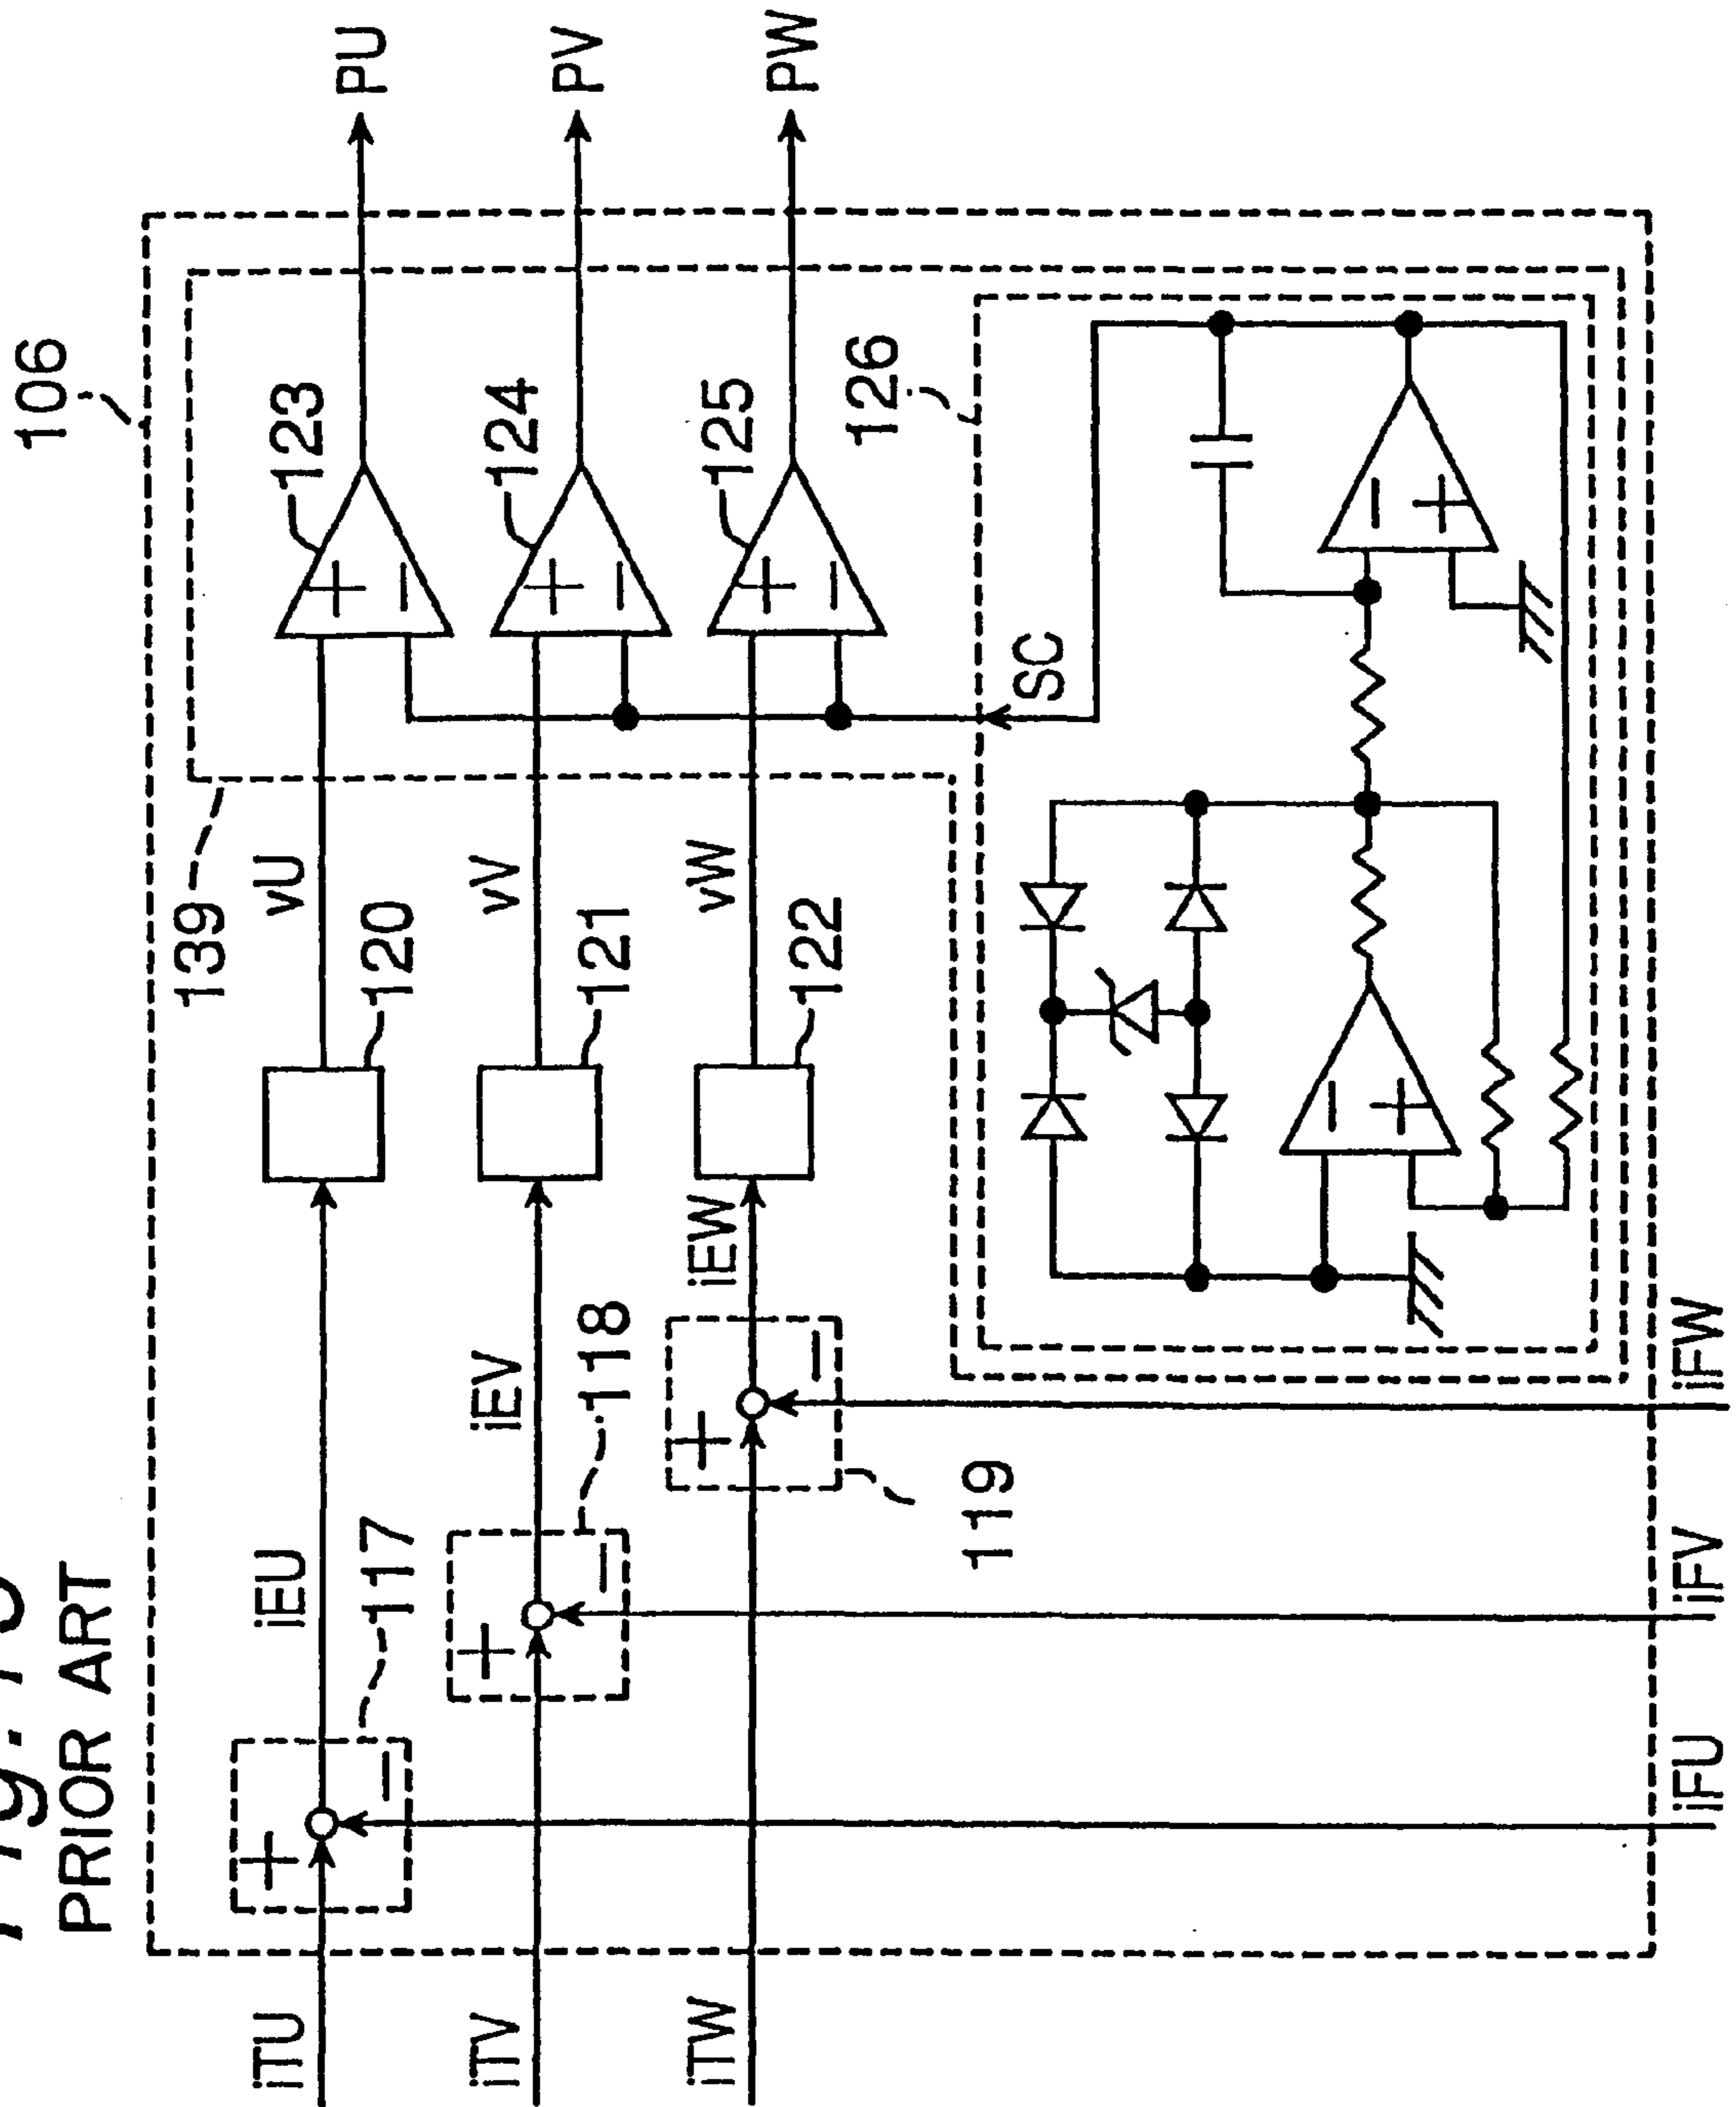 Fig.
PRIOR ART
106
139
123
124
125
126
PU
PV
PW
iTU
iTV
iTW
iEU
iEV
iEW
117
118
119
vU
vV
vW
120
121
122
SC
iFU
iFV
iFW
+
−
+
−
+
−
+
−
+
−
+
−
−
+
−
+